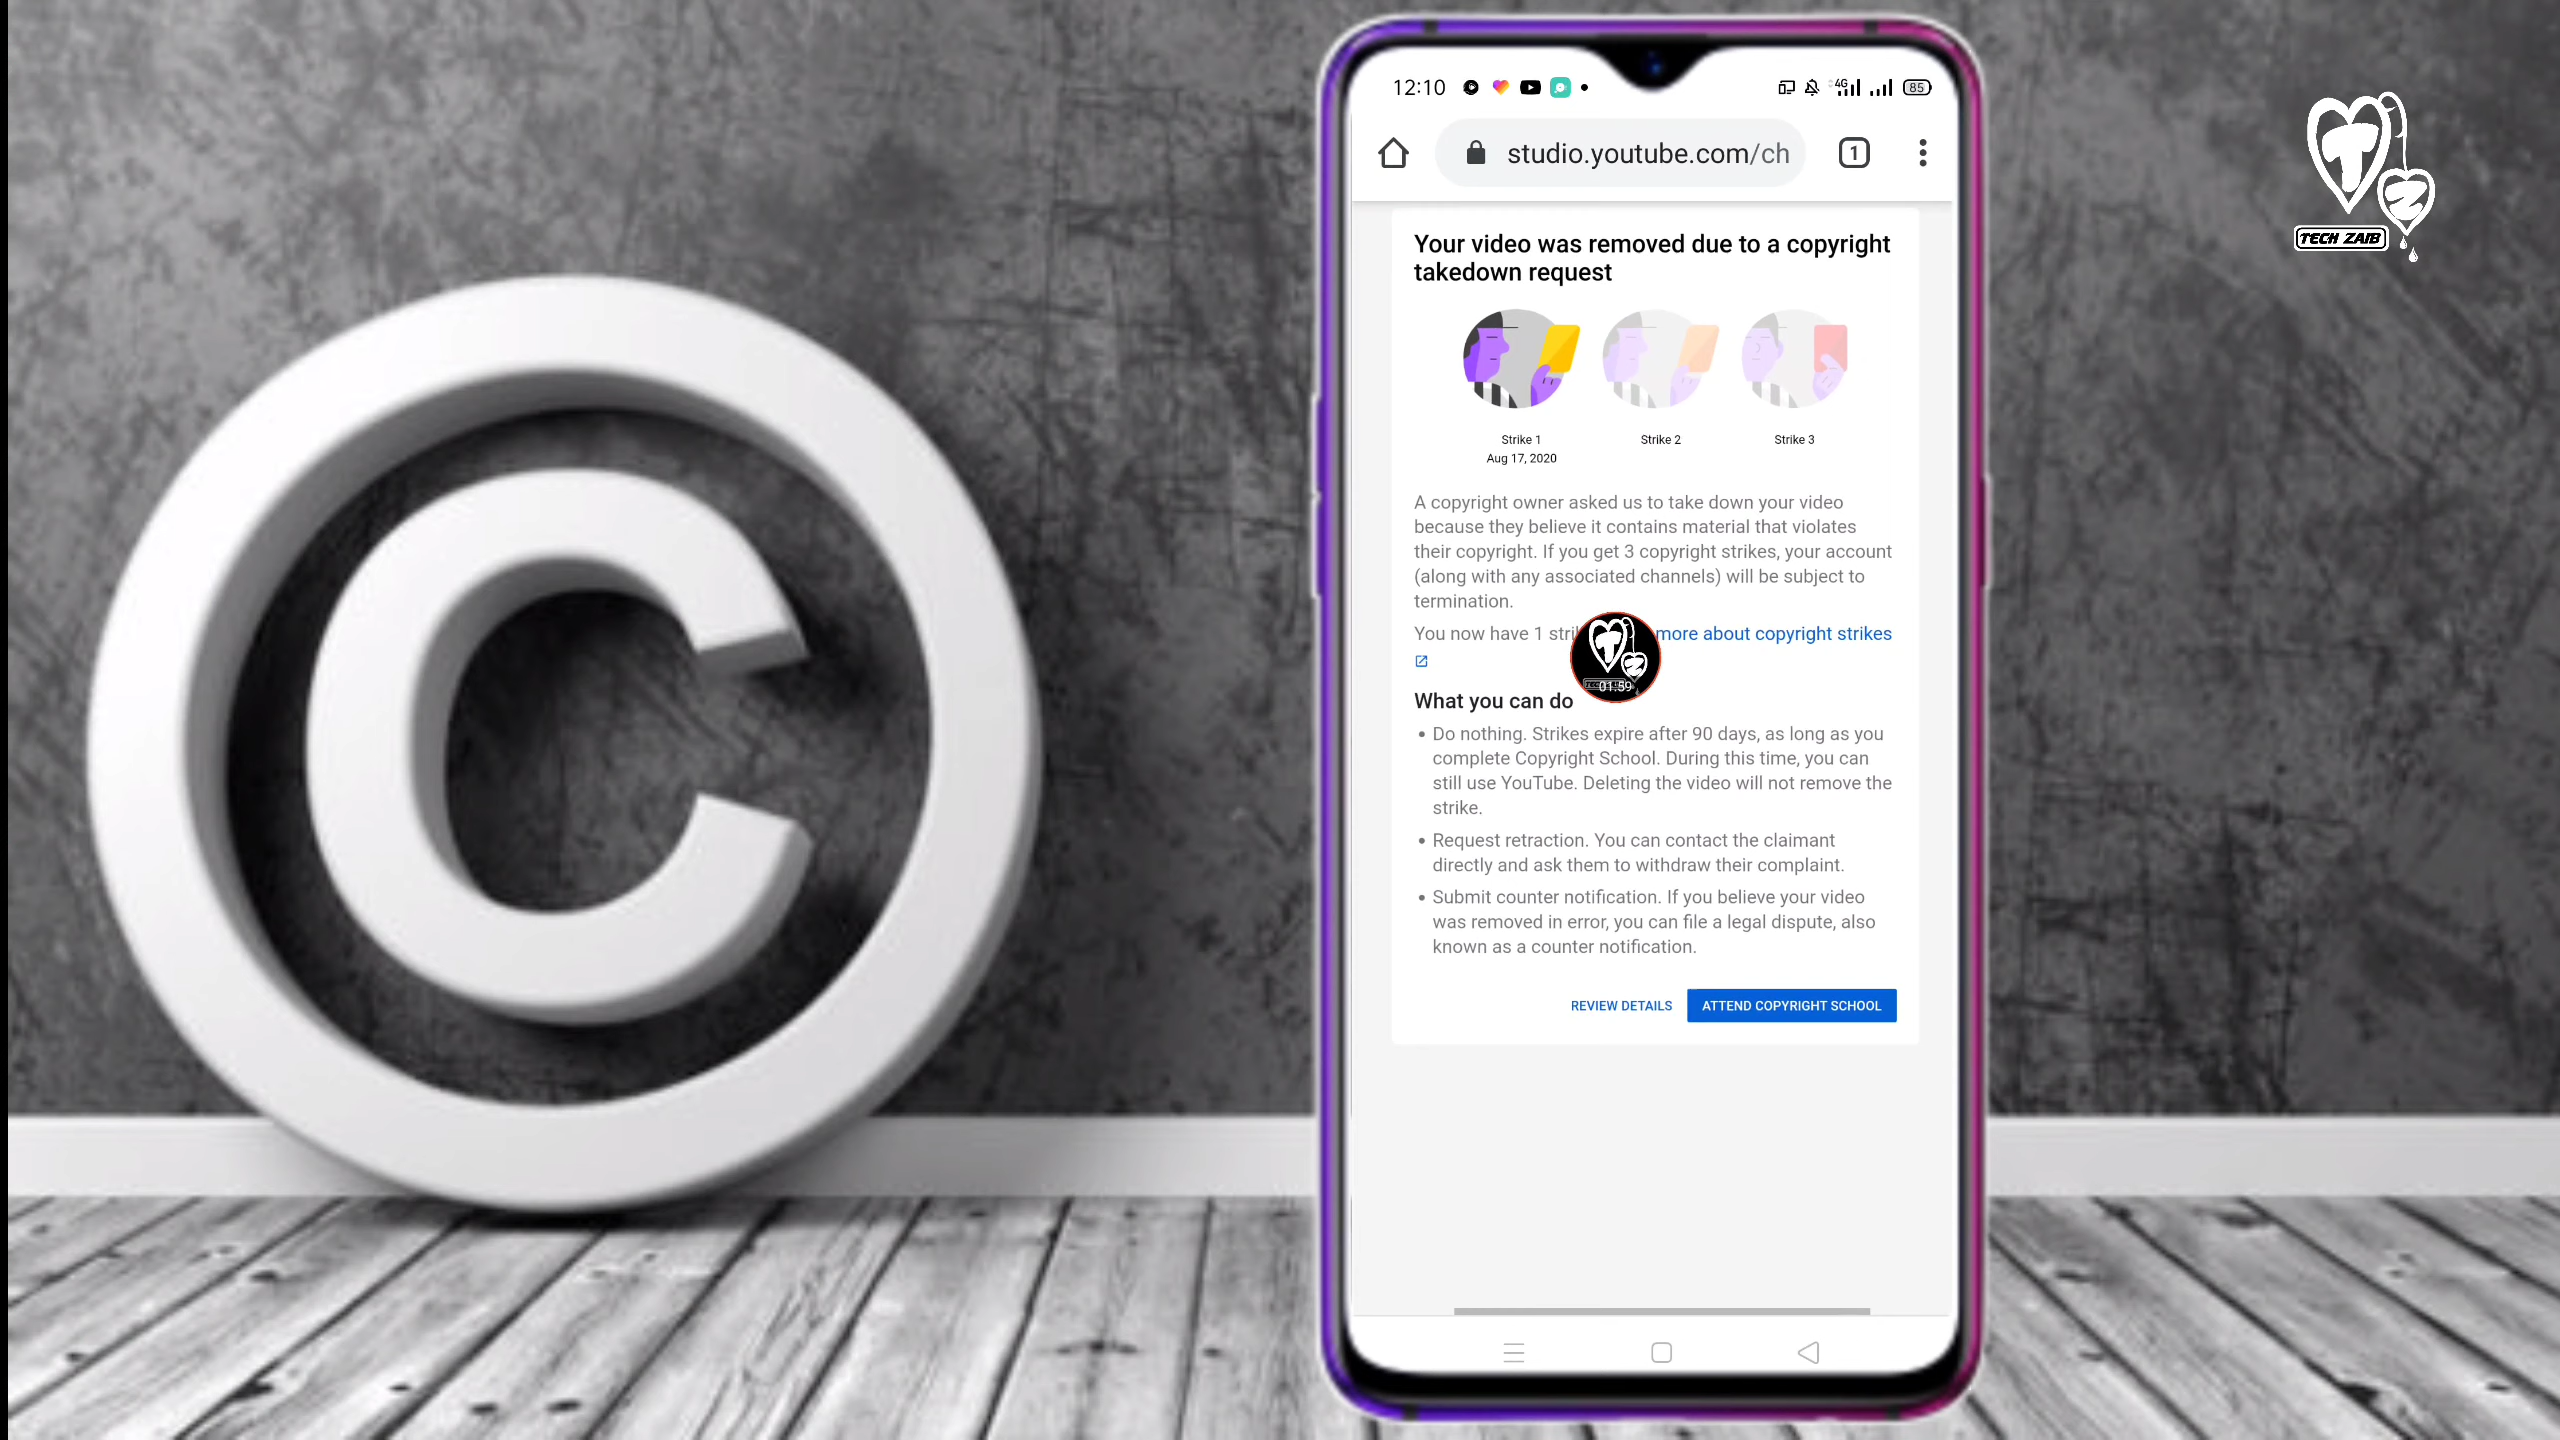 12:10
4G
85
studio.youtube.com/ch
1
TECH ZAIB
Your video was removed due to a copyright
takedown request
Strike 1
Strike 2
Strike 3
Aug 17, 2020
A copyright owner asked us to take down your video
because they believe it contains material that violates
their copyright. If you get 3 copyright strikes, your account
(along with any associated channels) will be subject to
termination.
You now have 1 more about copyright strikes
01:59
What you can do
• Do nothing. Strikes expire after 90 days, as long as you
complete Copyright School. During this time, you can
still use YouTube. Deleting the video will not remove the
strike.
• Request retraction. You can contact the claimant
directly and ask them to withdraw their complaint.
• Submit counter notification. If you believe your video
was removed in error, you can file a legal dispute, also
known as a counter notification.
REVIEW DETAILS
ATTEND COPYRIGHT SCHOOL